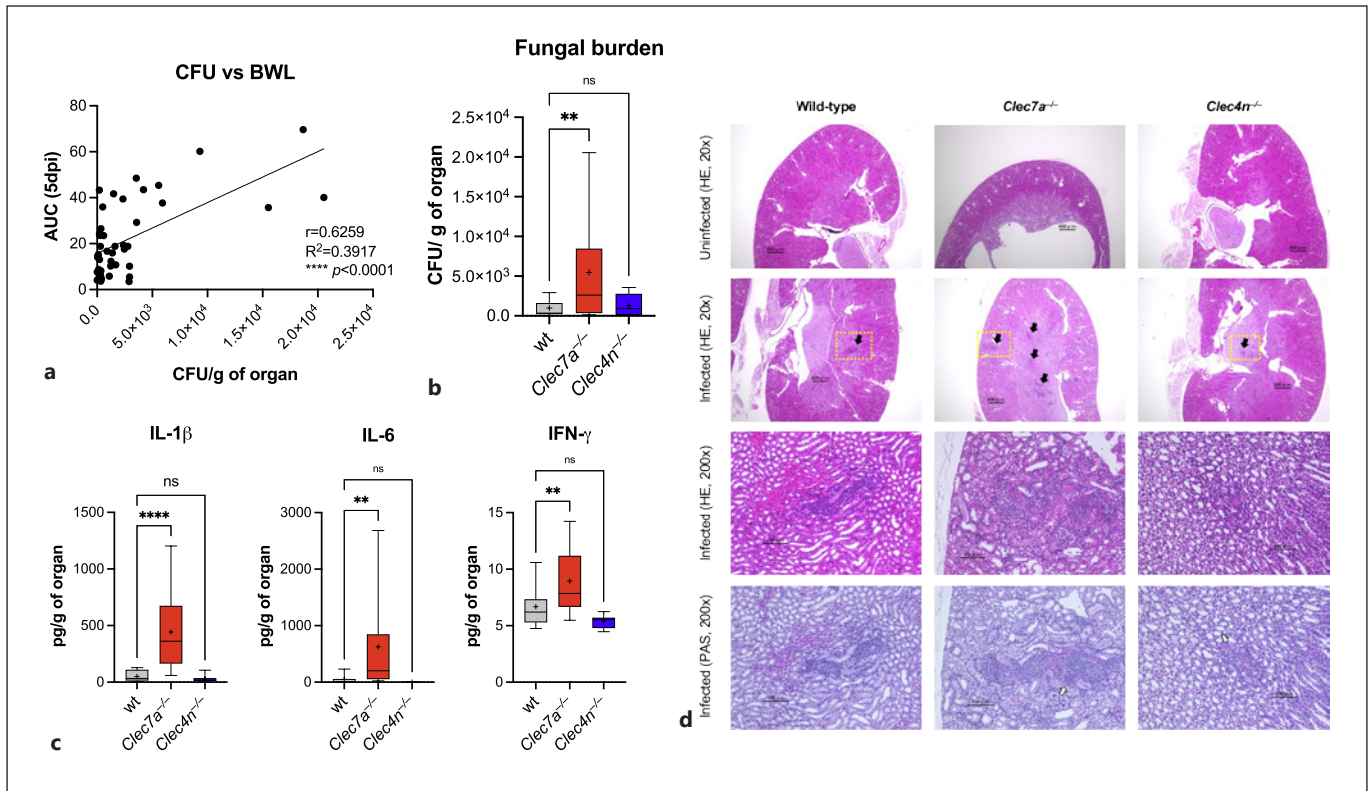 CFU vs BWL
AUC (5dpi)
80
60
40
20
0
r=0.6259
R²=0.3917
**** p<0.0001
0.0
5.0×10³
1.0×10⁴
1.5×10⁴
2.0×10⁴
2.5×10⁴
CFU/g of organ
a
Fungal burden
ns
**
CFU/ g of organ
2.5×10⁴
2.0×10⁴
1.5×10⁴
1.0×10⁴
5.0×10³
0.0
wt
Clec7a⁻/⁻
Clec4n⁻/⁻
b
IL-1β
ns
****
pg/g of organ
1500
1000
500
0
wt
Clec7a⁻/⁻
Clec4n⁻/⁻
IL-6
ns
**
pg/g of organ
3000
2000
1000
0
wt
Clec7a⁻/⁻
Clec4n⁻/⁻
IFN-γ
ns
**
pg/g of organ
15
10
5
0
wt
Clec7a⁻/⁻
Clec4n⁻/⁻
c
Wild-type
Clec7a⁻/⁻
Clec4n⁻/⁻
Uninfected (HE, 20x)
Infected (HE, 20x)
Infected (HE, 200x)
Infected (PAS, 200x)
d